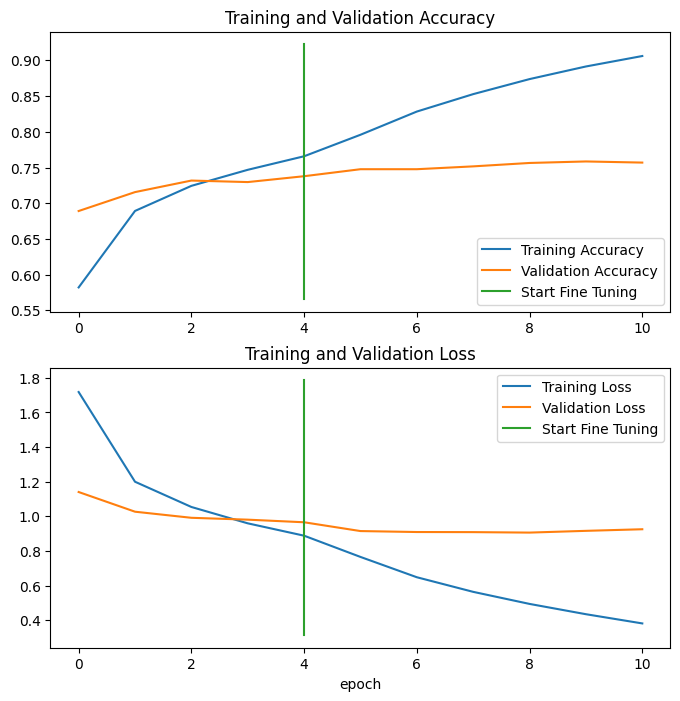 Training and Validation Accuracy
0.90
0.85
0.80
0.75
0.70
0.65
0.60
0.55
Training Accuracy
Validation Accuracy
Start Fine Tuning
0 2 4 6 8 10
Training and Validation Loss
1.8
1.6
1.4
1.2
1.0
0.8
0.6
0.4
Training Loss
Validation Loss
Start Fine Tuning
0 2 4 6 8 10
epoch